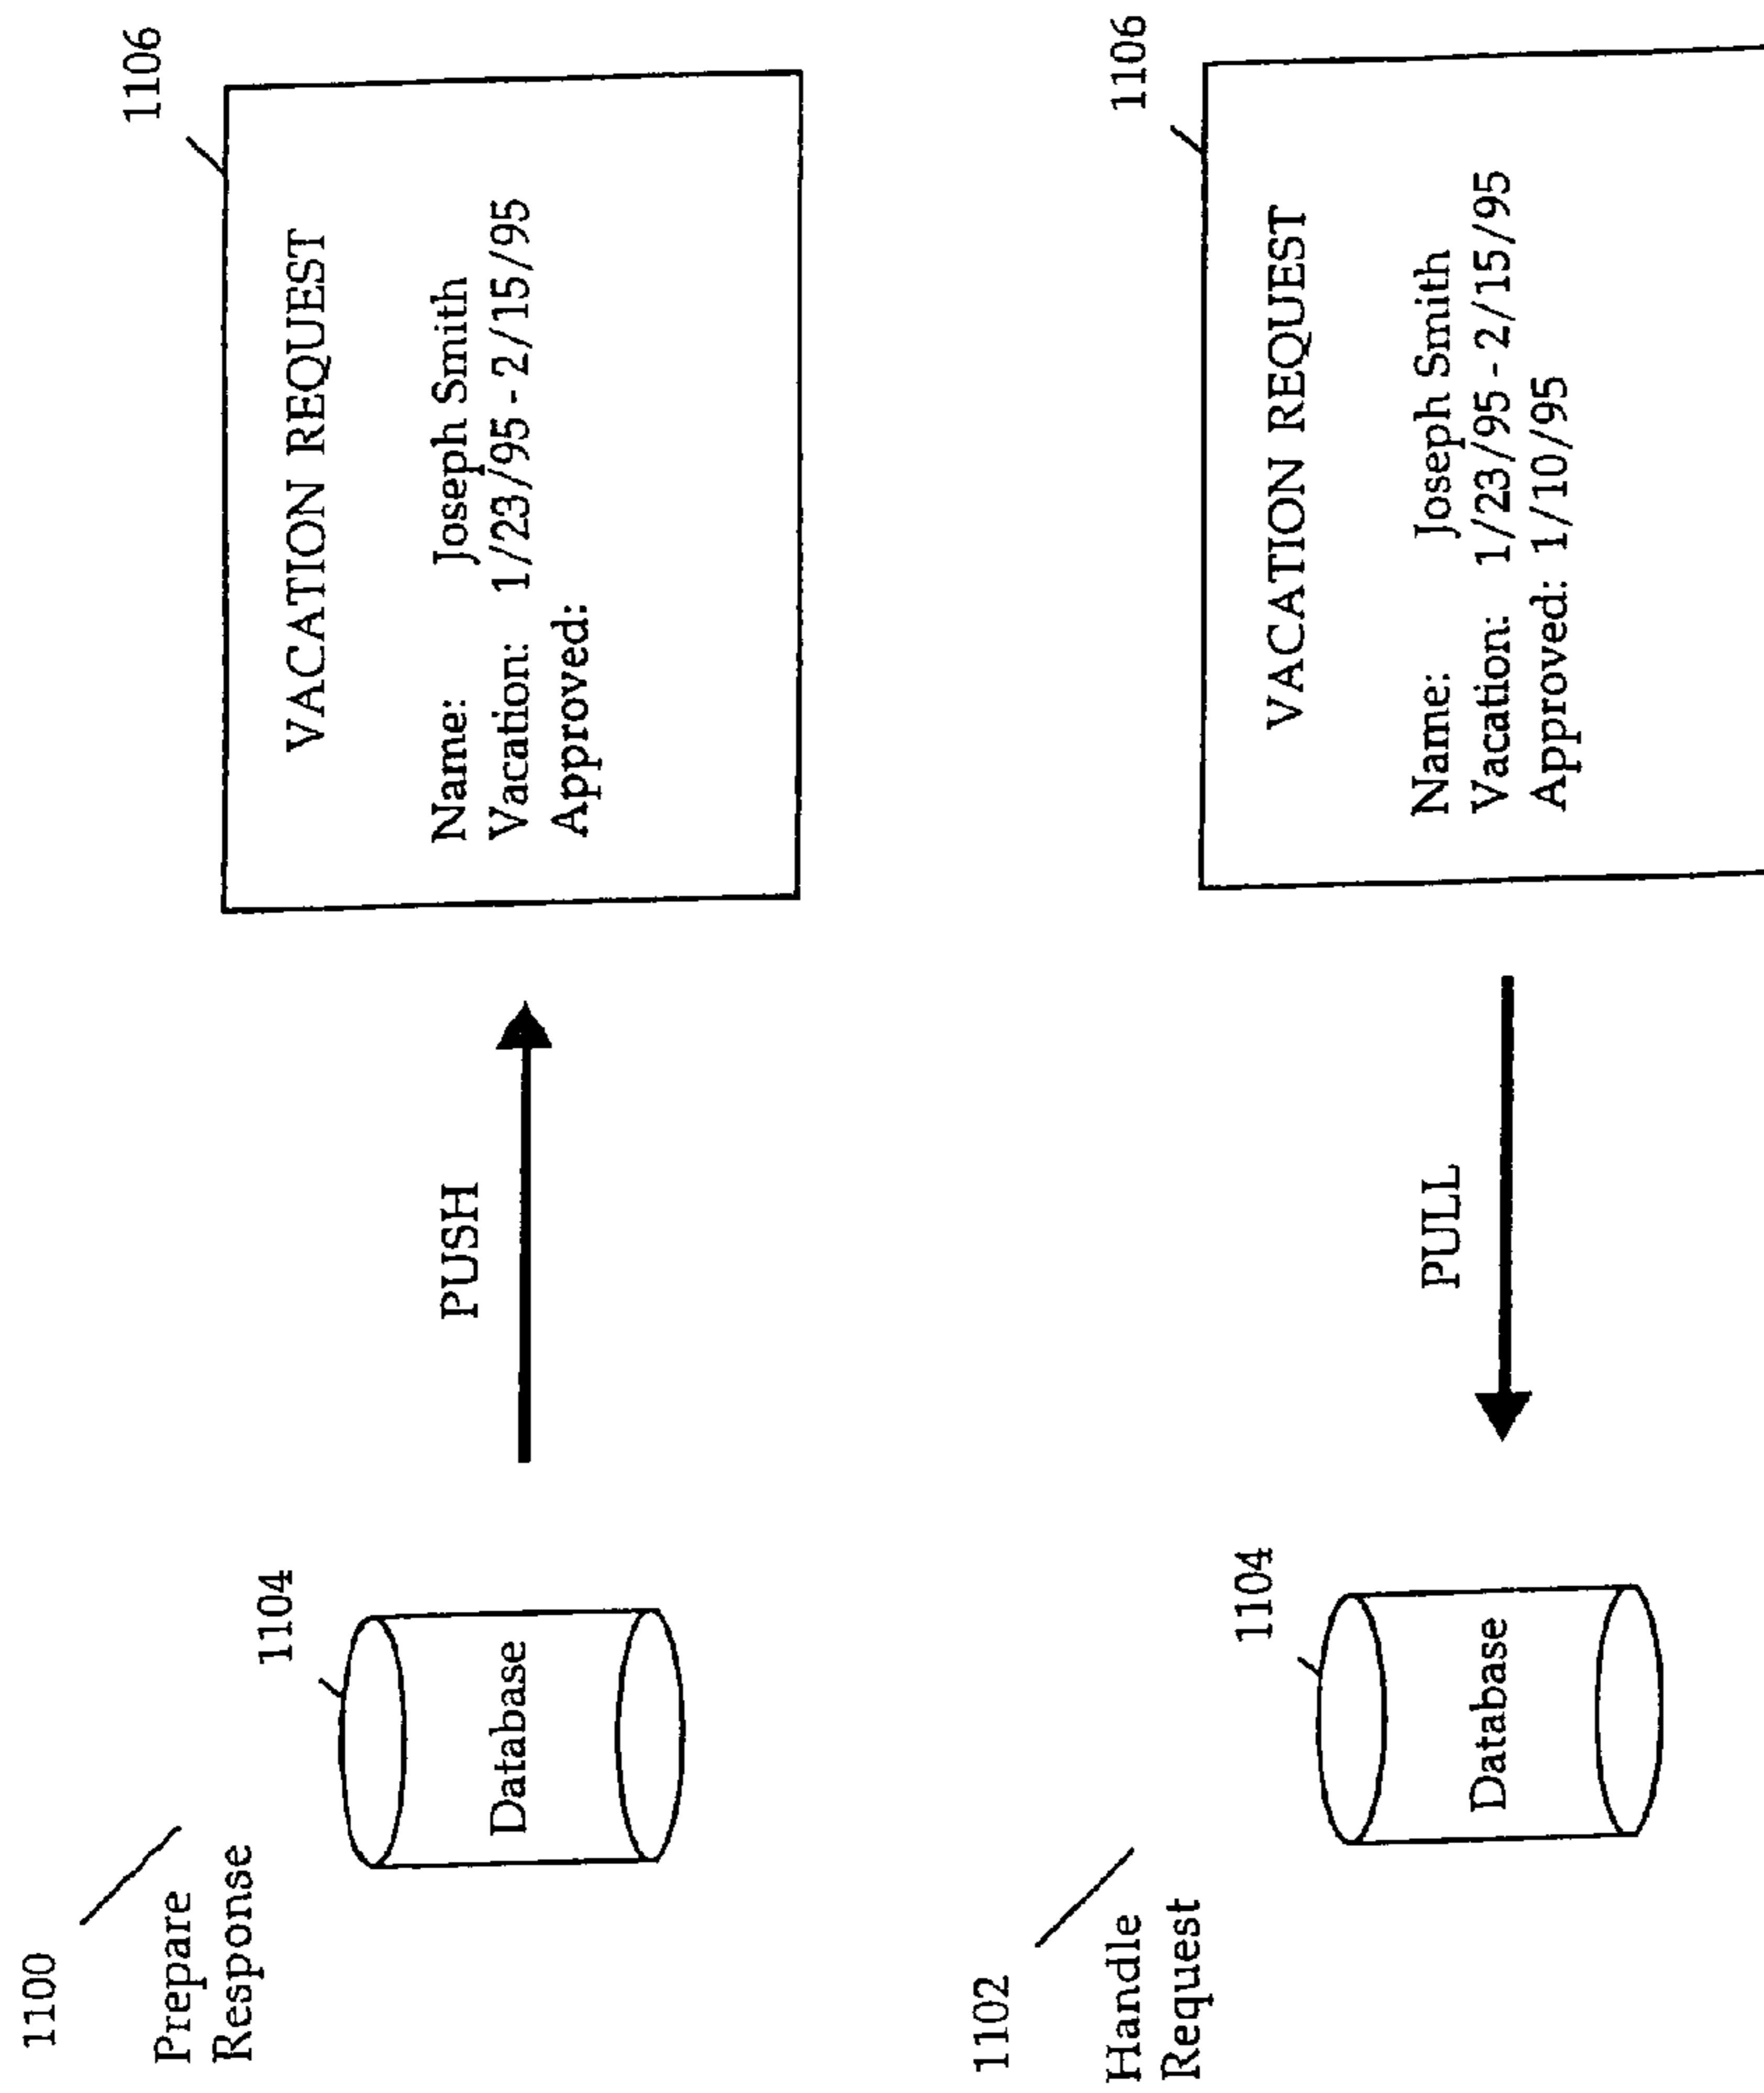 1100
Prepare
Response
1104
Database
PUSH
1106
VACATION REQUEST
Name: Joseph Smith
Vacation: 1/23/95 - 2/15/95
Approved:
1102
Handle
Request
1104
Database
PULL
1106
VACATION REQUEST
Name: Joseph Smith
Vacation: 1/23/95 - 2/15/95
Approved: 1/10/95